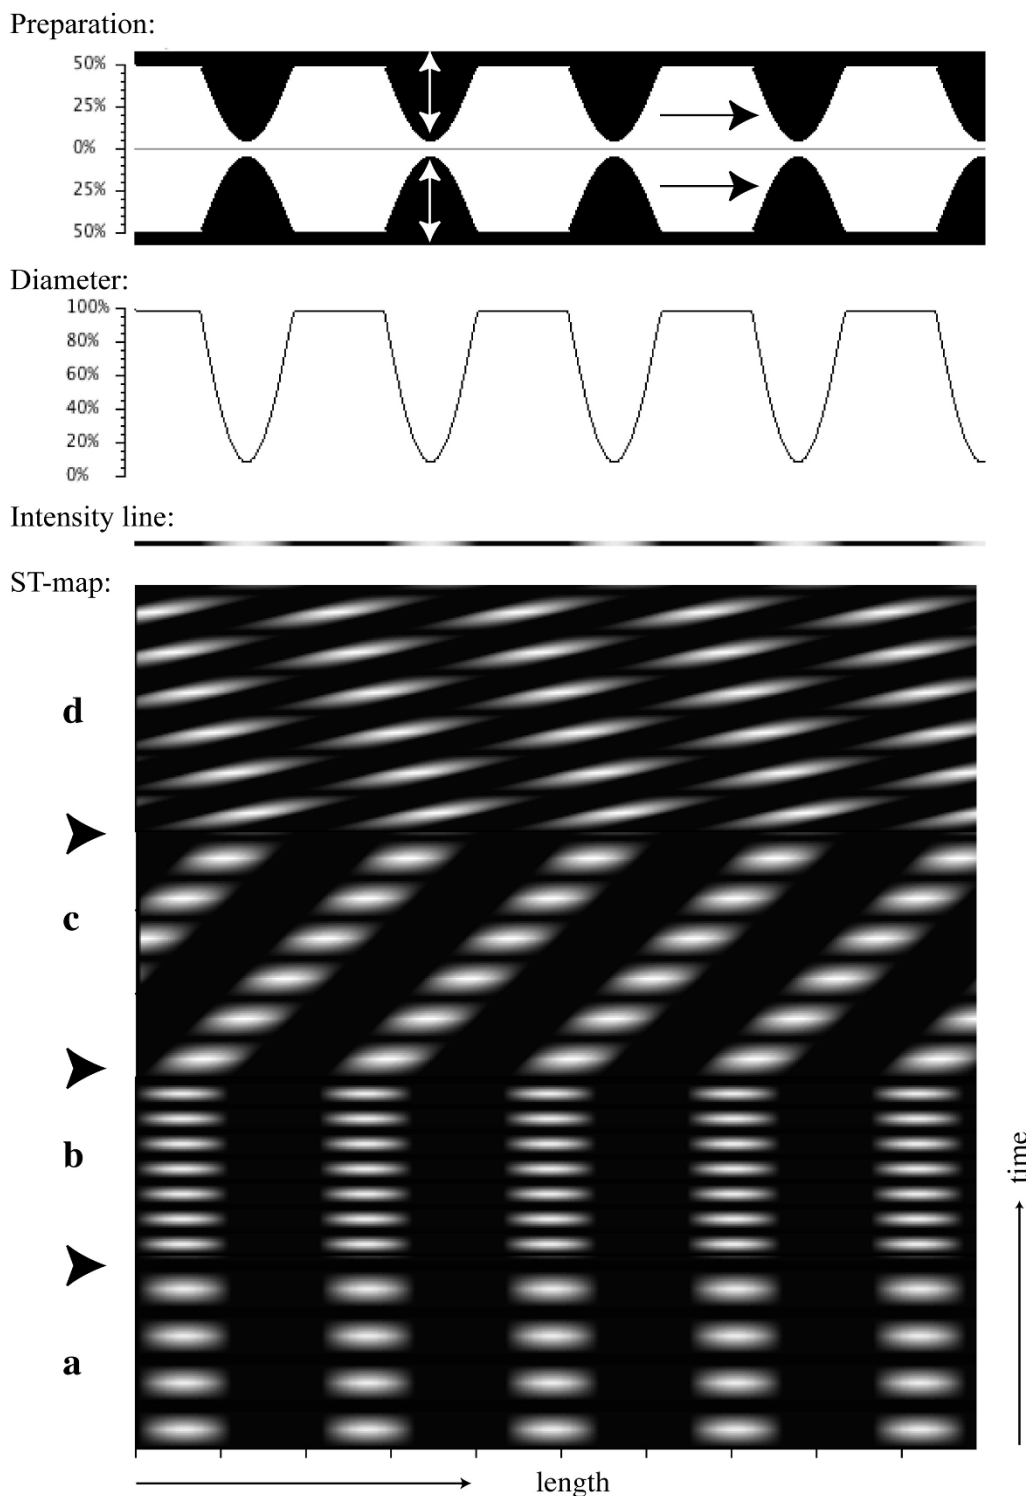 Preparation:
50%
25%
0%
25%
50%
Diameter:
100%
80%
60%
40%
20%
0%
Intensity line:
ST-map:
d
c
b
a
time
length